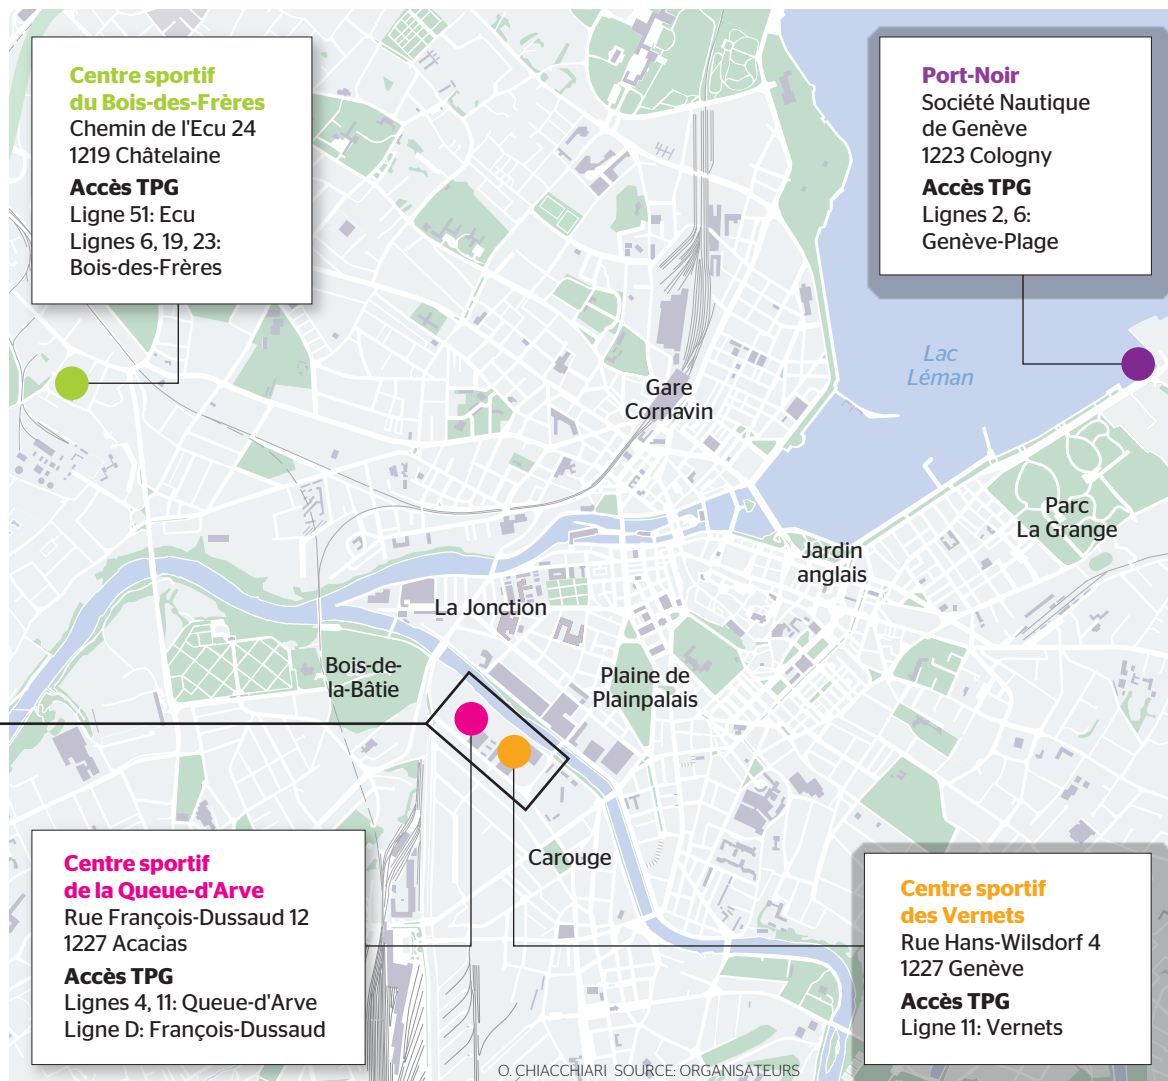 Centre sportif
du Bois-des-Frères
Chemin de l'Ecu 24
1219 Châtelaine
Accès TPG
Ligne 51: Ecu
Lignes 6, 19, 23:
Bois-des-Frères
Port-Noir
Société Nautique
de Genève
1223 Cologny
Accès TPG
Lignes 2, 6:
Genève-Plage
Lac
Léman
Gare
Cornavin
Parc
La Grange
Jardin
anglais
La Jonction
Bois-de-
la-Bâtie
Plaine de
Plainpalais
Carouge
Centre sportif
de la Queue-d'Arve
Rue François-Dussaud 12
1227 Acacias
Accès TPG
Lignes 4, 11: Queue-d'Arve
Ligne D: François-Dussaud
Centre sportif
des Vernets
Rue Hans-Wilsdorf 4
1227 Genève
Accès TPG
Ligne 11: Vernets
O. CHIACCHIARI SOURCE: ORGANISATEURS